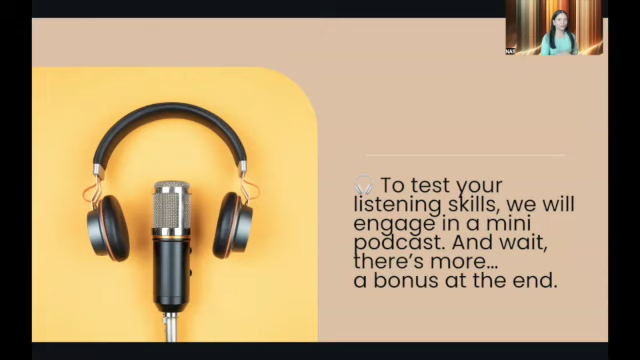 🎧 To test your
listening skills, we will
engage in a mini
podcast. And wait,
there's more...
a bonus at the end.